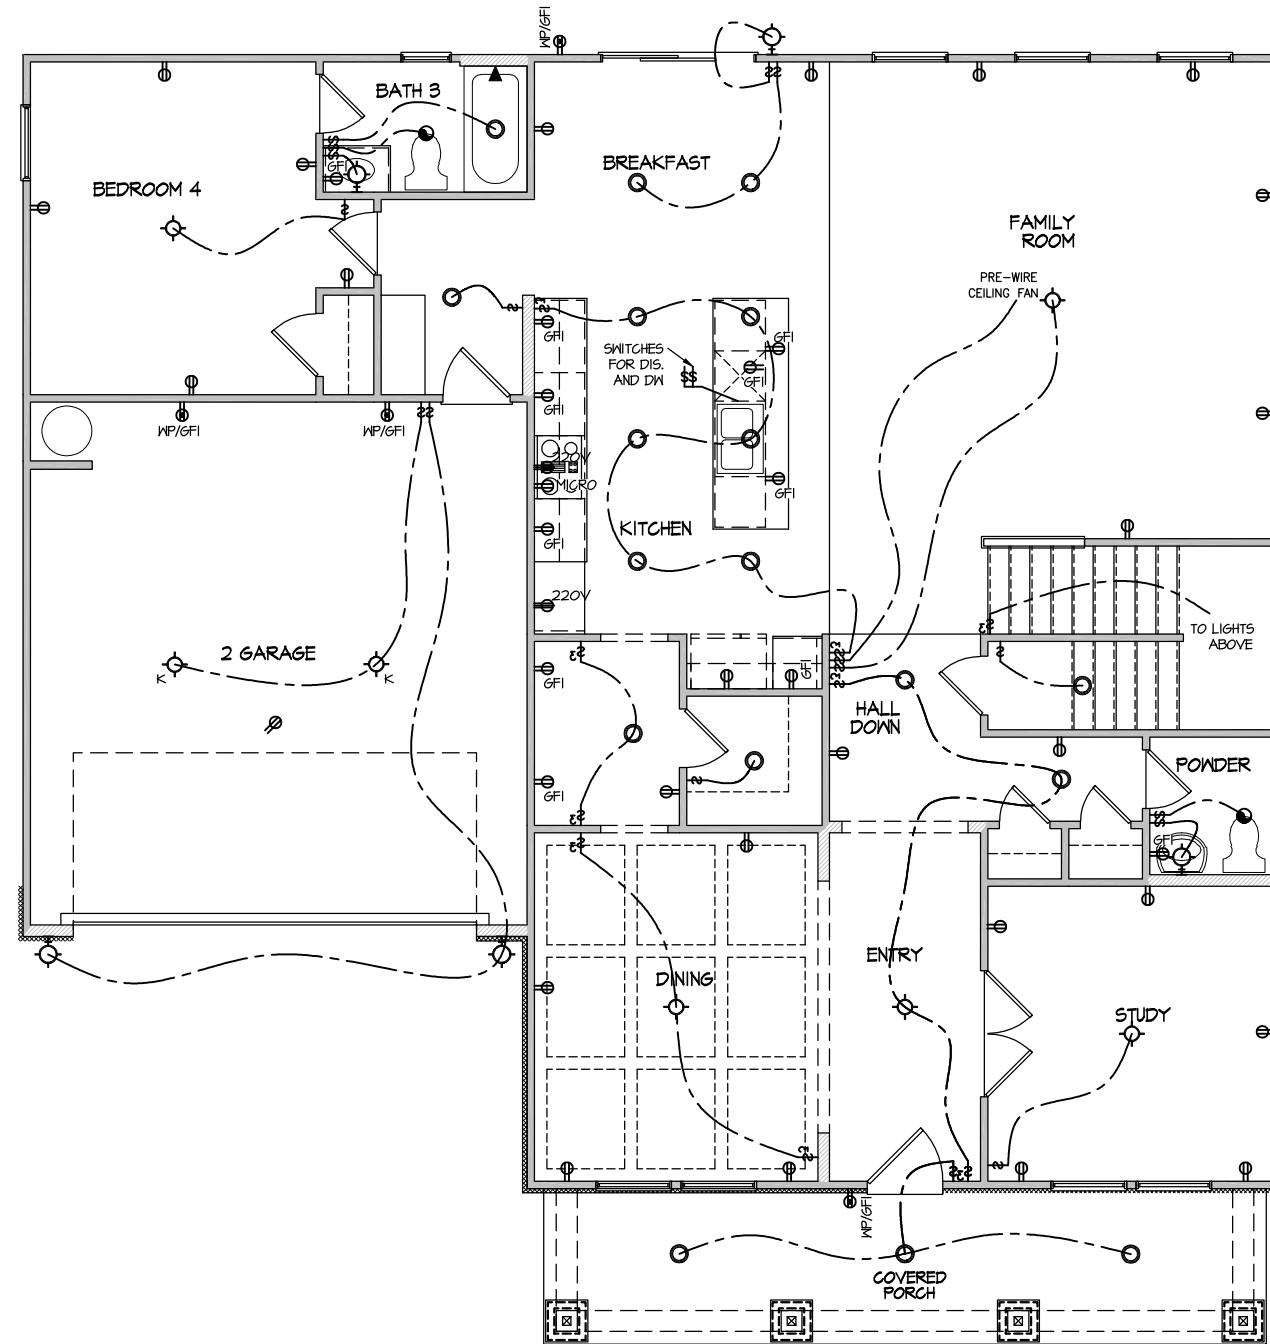 WP/GFI
BATH 3
GFI
BEDROOM 4
BREAKFAST
FAMILY
ROOM
PRE-WIRE
CEILING FAN
GFI
SWITCHES
FOR DIS.
AND DW
$$
GFI
GFI
GFI
WP/GFI
WP/GFI
220V
MICRO
GFI
KITCHEN
GFI
220V
TO LIGHTS
ABOVE
2 GARAGE
K
K
GFI
GFI
HALL
DOWN
POWDER
GFI
GFI
ENTRY
DINING
STUDY
WP/GFI
COVERED
PORCH